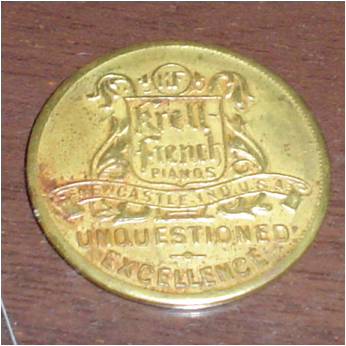 KF
Krell-
French
PIANOS
NEWCASTLE-IND. U.S.A.
UNQUESTIONED
EXCELLENCE